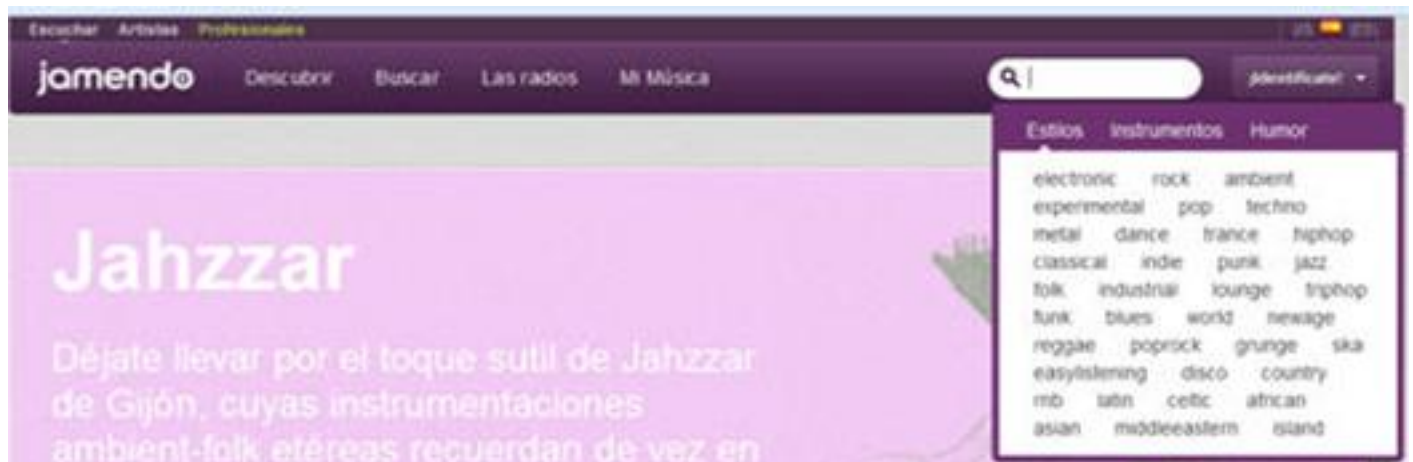 Escuchar Artistas Profesionales
jamendo Descubrir Buscar Las radios Mi Música ¡Identifícate!
Estilos Instrumentos Humor
electronic rock ambient
experimental pop techno
metal dance trance hiphop
classical indie punk jazz
folk industrial lounge triphop
funk blues world newage
reggae poprock grunge ska
easylistening disco country
rnb latin celtic african
asian middleeastern island
Jahzzar
Déjate llevar por el toque sutil de Jahzzar
de Gijón, cuyas instrumentaciones
ambient-folk etéreas recuerdan de vez en